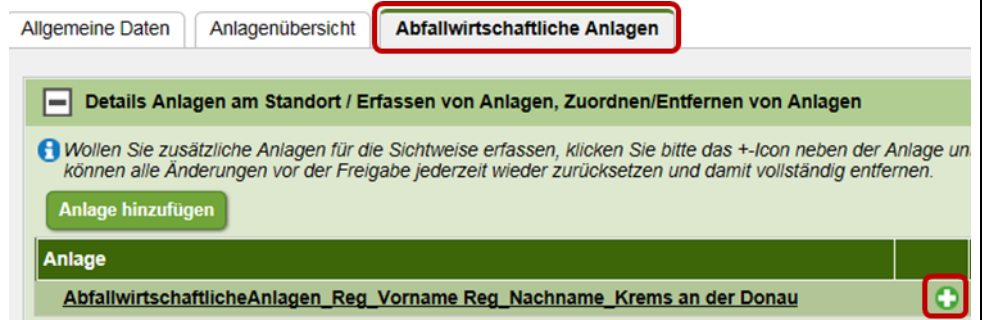 Allgemeine Daten Anlagenübersicht Abfallwirtschaftliche Anlagen
Details Anlagen am Standort / Erfassen von Anlagen, Zuordnen/Entfernen von Anlagen
Wollen Sie zusätzliche Anlagen für die Sichtweise erfassen, klicken Sie bitte das +-Icon neben der Anlage un
können alle Änderungen vor der Freigabe jederzeit wieder zurücksetzen und damit vollständig entfernen.
Anlage hinzufügen
Anlage
AbfallwirtschaftlicheAnlagen_Reg_Vorname Reg_Nachname_Krems an der Donau